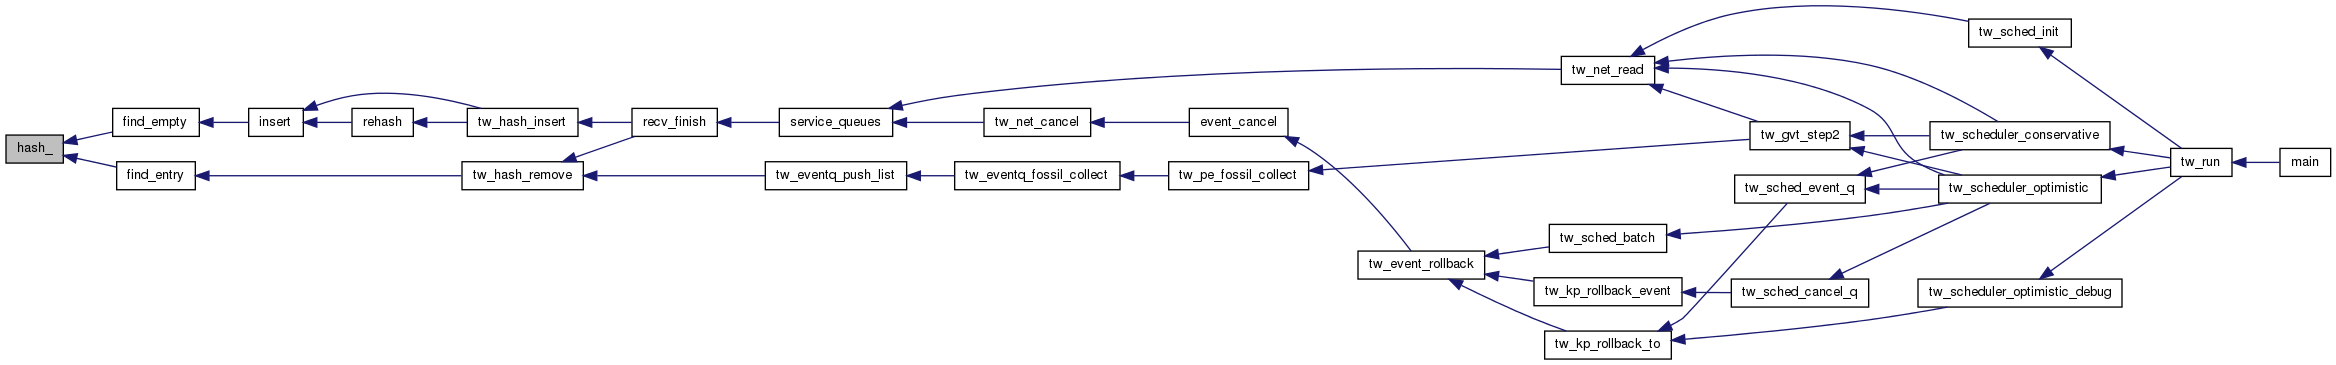 hash_
find_empty
find_entry
insert
rehash
tw_hash_insert
tw_hash_remove
recv_finish
service_queues
tw_eventq_push_list
tw_net_cancel
tw_eventq_fossil_collect
event_cancel
tw_pe_fossil_collect
tw_event_rollback
tw_net_read
tw_sched_batch
tw_kp_rollback_event
tw_kp_rollback_to
tw_gvt_step2
tw_sched_event_q
tw_sched_cancel_q
tw_sched_init
tw_scheduler_conservative
tw_scheduler_optimistic
tw_scheduler_optimistic_debug
tw_run
main